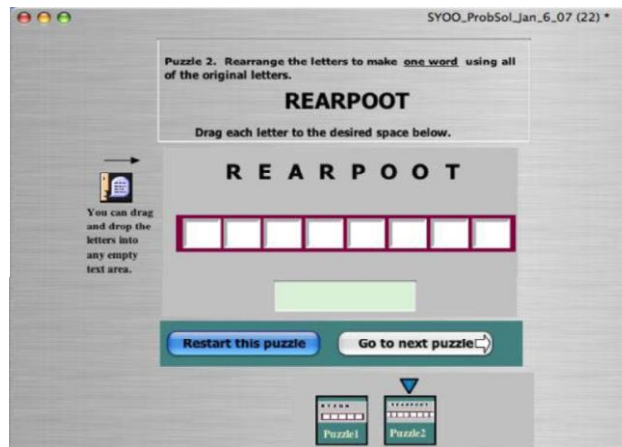 SYOO_ProbSol_Jan_6_07 (22) *
Puzzle 2. Rearrange the letters to make one word using all
of the original letters.
REARPOOT
Drag each letter to the desired space below.
R E A R P O O T
You can drag
and drop the
letters into
any empty
text area.
Restart this puzzle
Go to next puzzle
REARPOOT
Puzzle1
Puzzle2